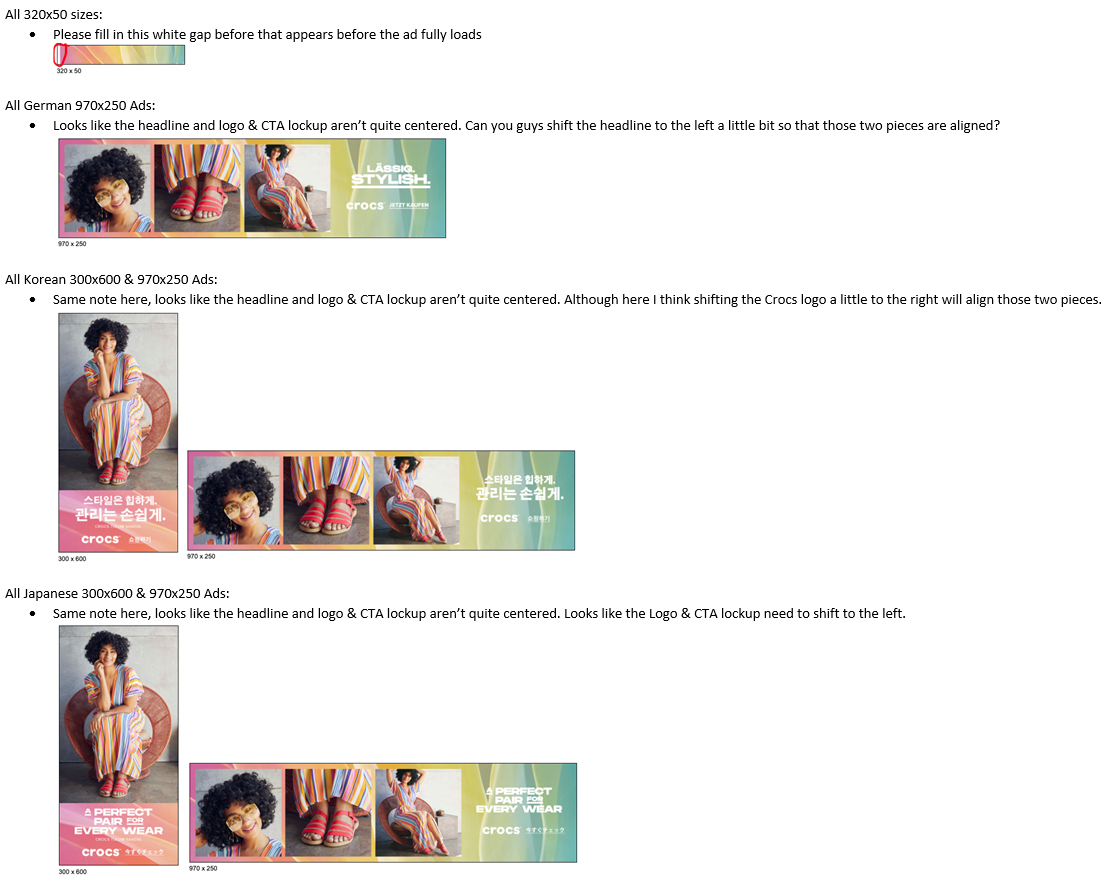 All 320x50 sizes:
• Please fill in this white gap before that appears before the ad fully loads
320 x 50
All German 970x250 Ads:
• Looks like the headline and logo & CTA lockup aren't quite centered. Can you guys shift the headline to the left a little bit so that those two pieces are aligned?
LÄSSIG.
STYLISH.
crocs JETZT KAUFEN
970 x 250
All Korean 300x600 & 970x250 Ads:
• Same note here, looks like the headline and logo & CTA lockup aren't quite centered. Although here I think shifting the Crocs logo a little to the right will align those two pieces.
스타일은 힙하게.
관리는 손쉽게.
crocs 쇼핑하기
300 x 600
스타일은 힙하게.
관리는 손쉽게.
crocs 쇼핑하기
970 x 250
All Japanese 300x600 & 970x250 Ads:
• Same note here, looks like the headline and logo & CTA lockup aren't quite centered. Looks like the Logo & CTA lockup need to shift to the left.
A PERFECT
PAIR FOR
EVERY WEAR
crocs 今すぐチェック
300 x 600
A PERFECT
PAIR FOR
EVERY WEAR
crocs 今すぐチェック
970 x 250